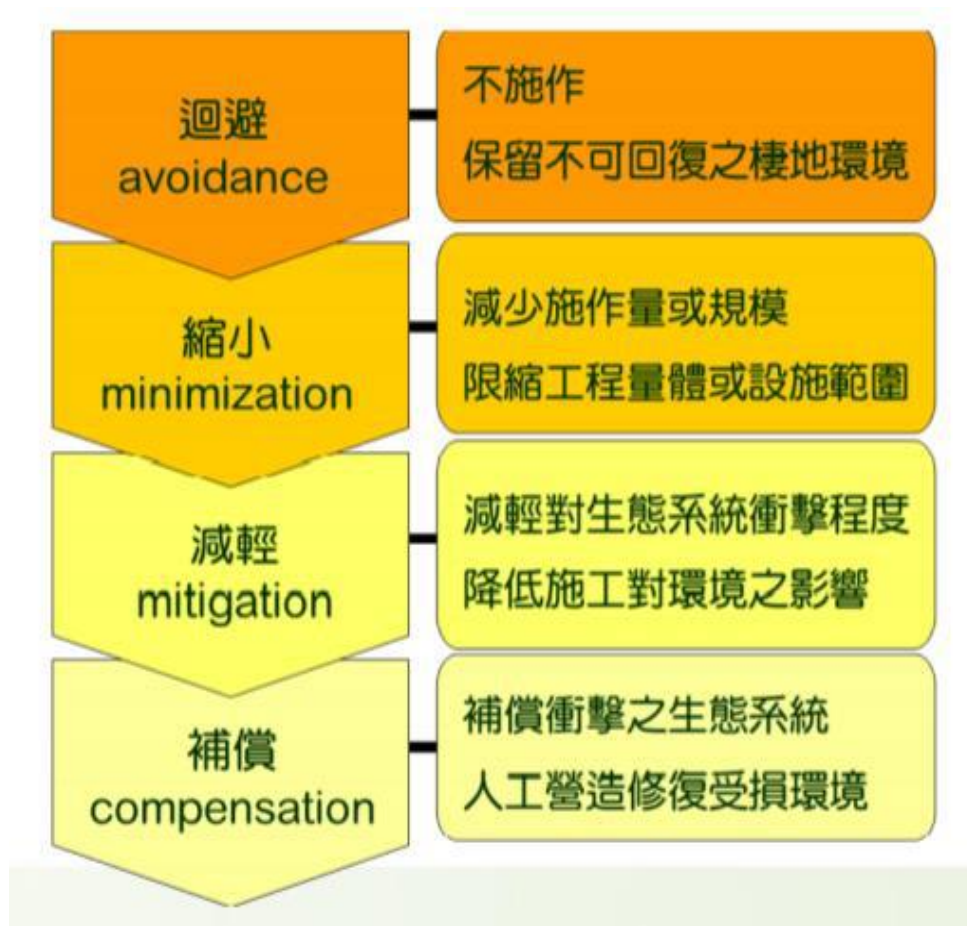 迴避
avoidance
不施作
保留不可回復之棲地環境
縮小
minimization
減少施作量或規模
限縮工程量體或設施範圍
減輕
mitigation
減輕對生態系統衝擊程度
降低施工對環境之影響
補償
compensation
補償衝擊之生態系統
人工營造修復受損環境